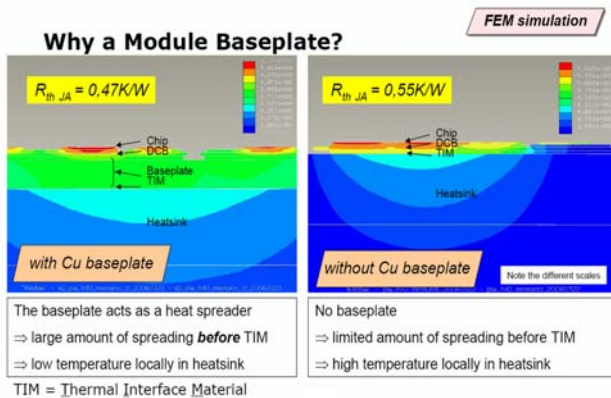 FEM simulation
Why a Module Baseplate?
R th JA = 0,47K/W
Chip
DCB
TIM
Baseplate
TIM
Heatsink
with Cu baseplate
R th JA = 0,55K/W
Chip
DCB
TIM
Heatsink
without Cu baseplate
Note the different scales
The baseplate acts as a heat spreader
⇒ large amount of spreading before TIM
⇒ low temperature locally in heatsink
No baseplate
⇒ limited amount of spreading before TIM
⇒ high temperature locally in heatsink
TIM = Thermal Interface Material